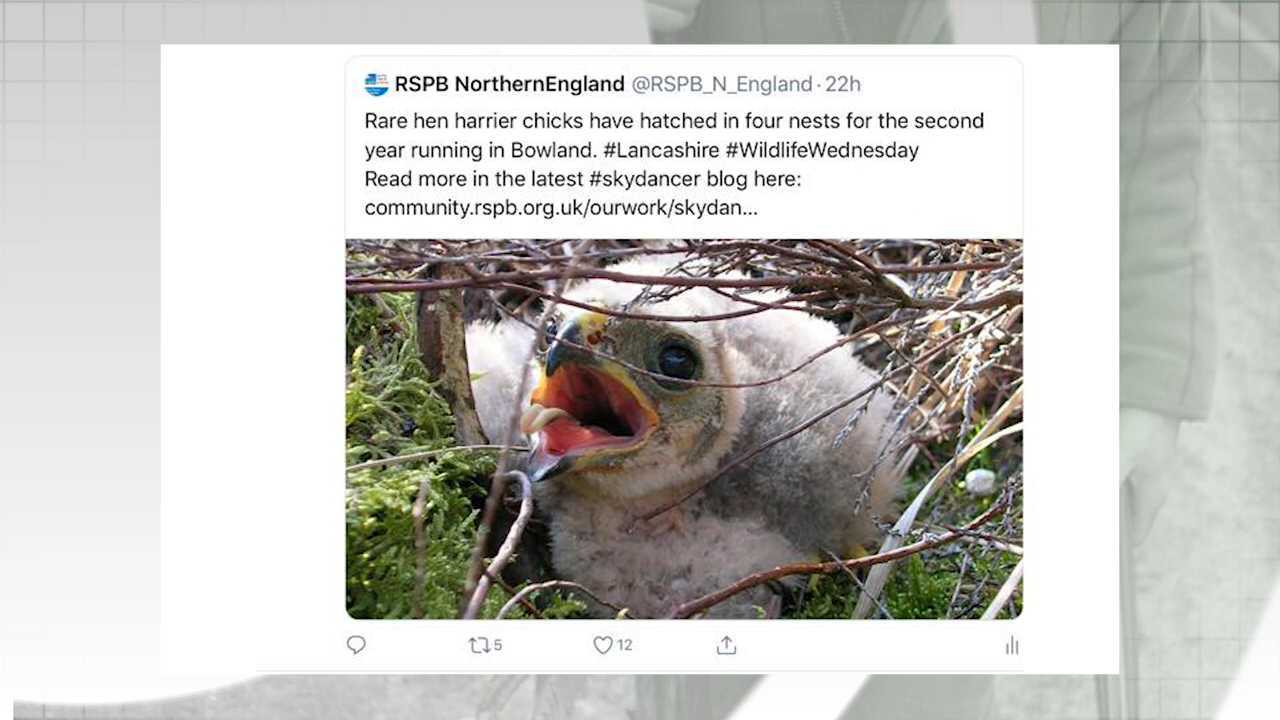 RSPB NorthernEngland @RSPB_N_England · 22h
Rare hen harrier chicks have hatched in four nests for the second
year running in Bowland. #Lancashire #WildlifeWednesday
Read more in the latest #skydancer blog here:
community.rspb.org.uk/ourwork/skydan...
5 12